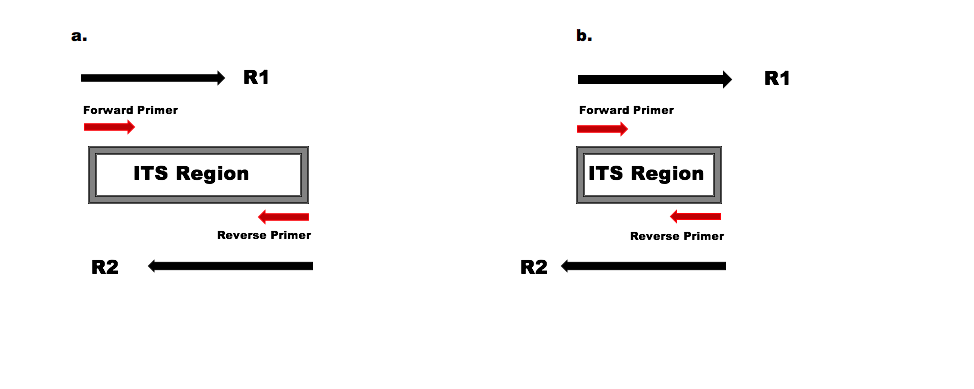 a.
R1
Forward Primer
ITS Region
Reverse Primer
R2
b.
R1
Forward Primer
ITS Region
Reverse Primer
R2